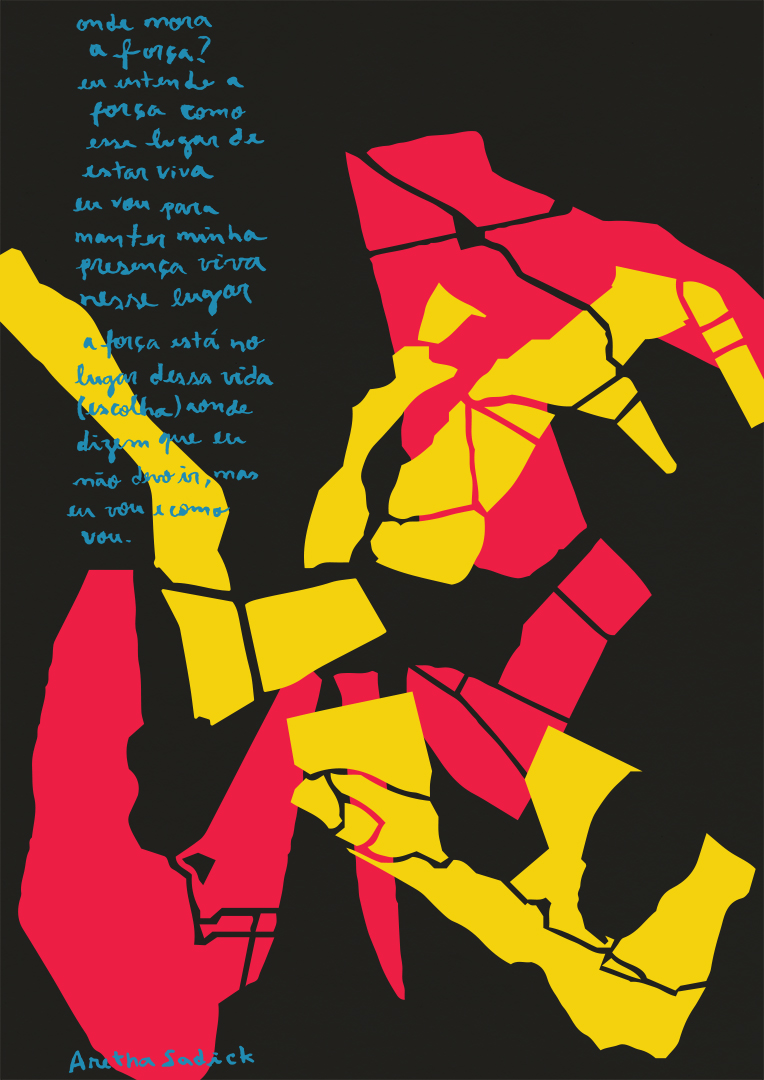 onde mora
a força?
eu entende a
força como
esse lugar de
estar viva
eu vou para
manter minha
presença viva
nesse lugar
a força está no
lugar dessa vida
(escolha) aonde
dizem que eu
não devo ir, mas
eu vou e como
vou.
Aretha Sadick